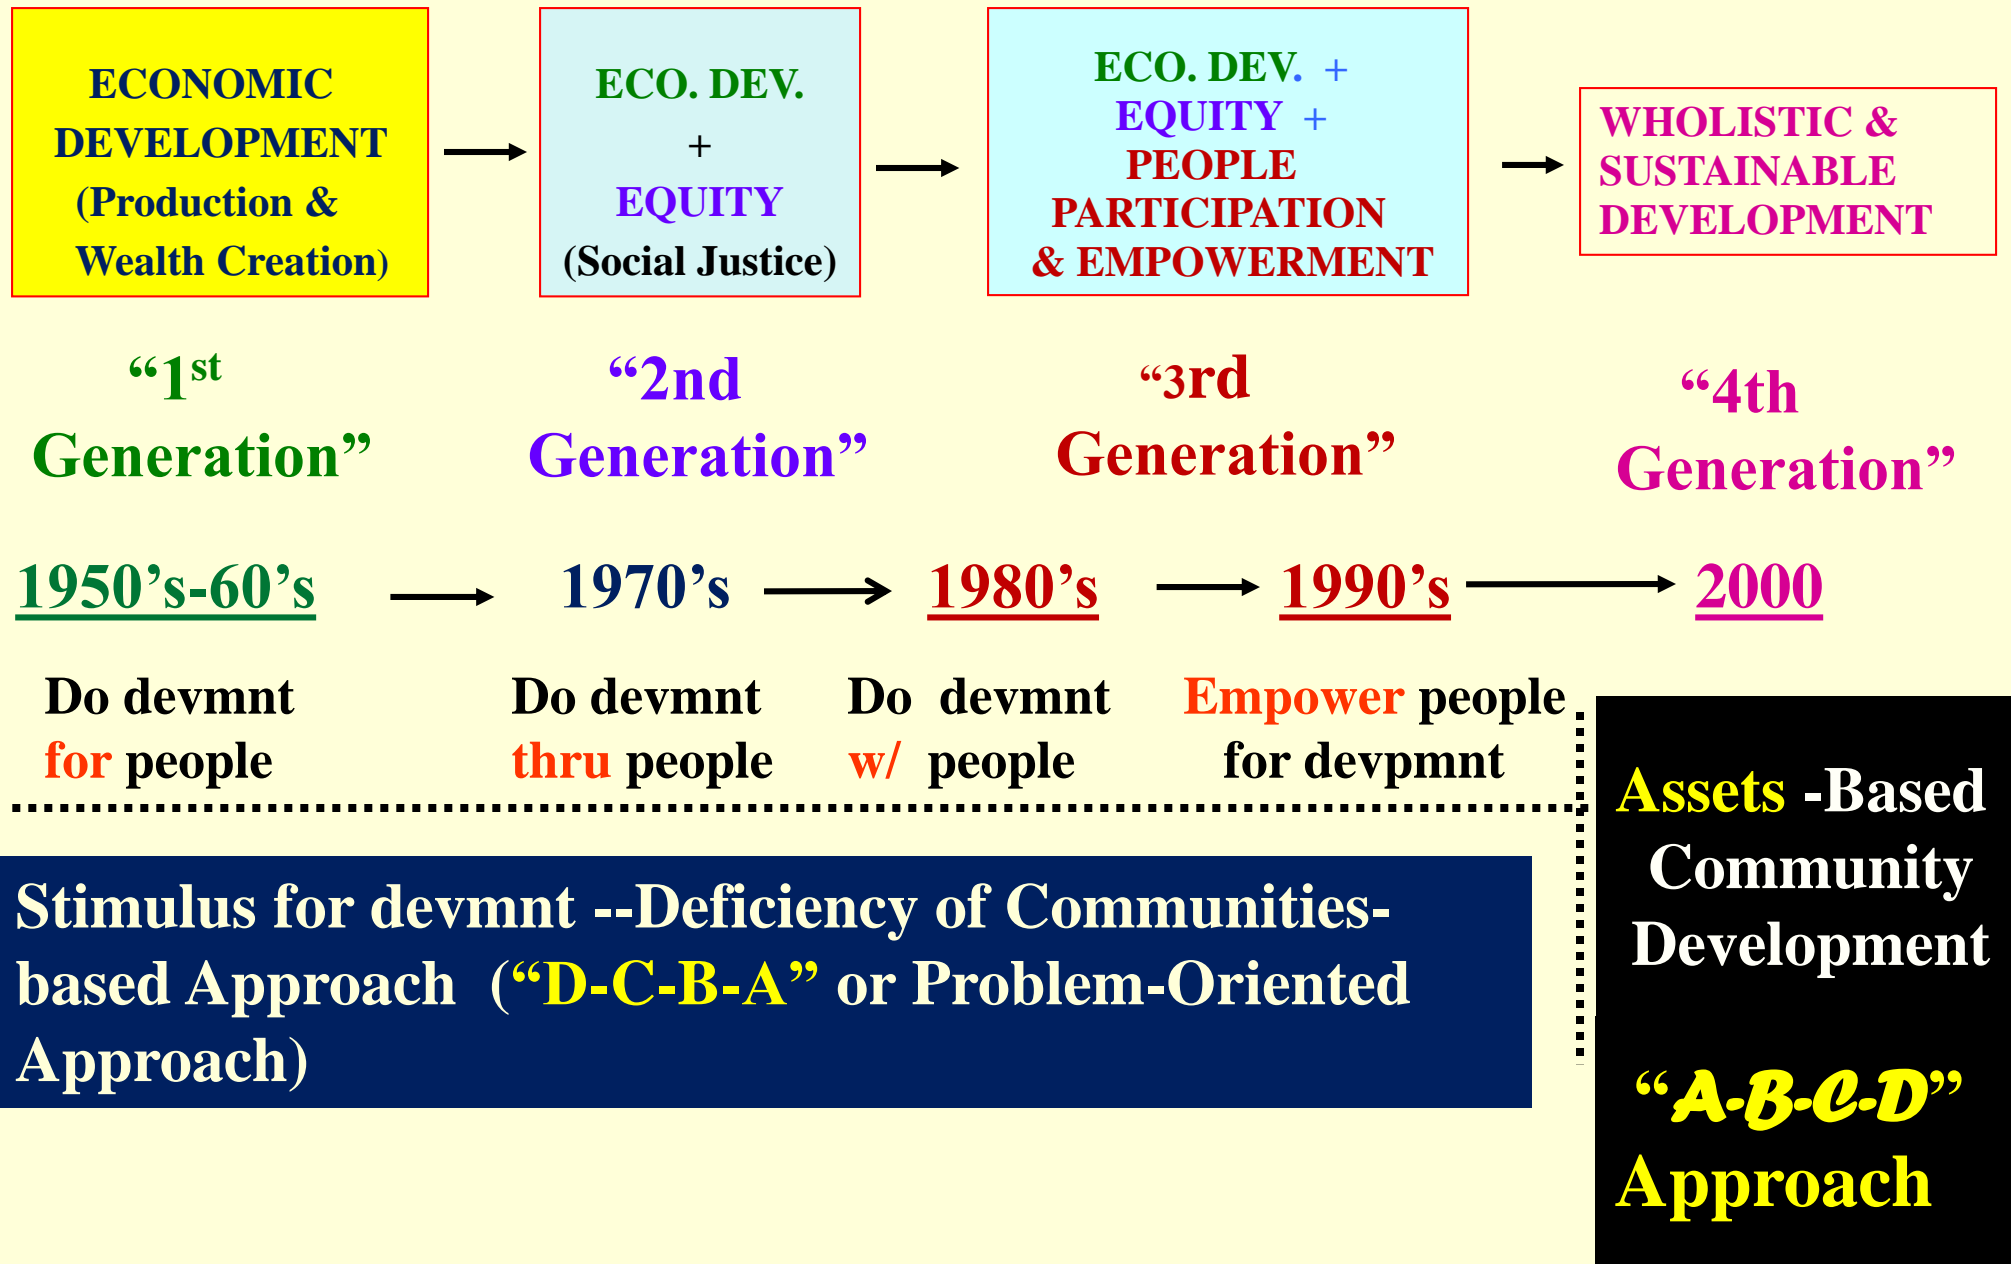 ECONOMIC
DEVELOPMENT
(Production &
Wealth Creation)
ECO. DEV.
+
EQUITY
(Social Justice)
ECO. DEV. +
EQUITY +
PEOPLE
PARTICIPATION
& EMPOWERMENT
WHOLISTIC &
SUSTAINABLE
DEVELOPMENT
“1st
Generation”
“2nd
Generation”
“3rd
Generation”
“4th
Generation”
1950’s-60’s
1970’s
1980’s
1990’s
2000
Do devmnt
for people
Do devmnt
thru people
Do devmnt
w/ people
Empower people
for devpmnt
Stimulus for devmnt --Deficiency of Communities-
based Approach (“D-C-B-A” or Problem-Oriented
Approach)
Assets -Based
Community
Development
“A-B-C-D”
Approach